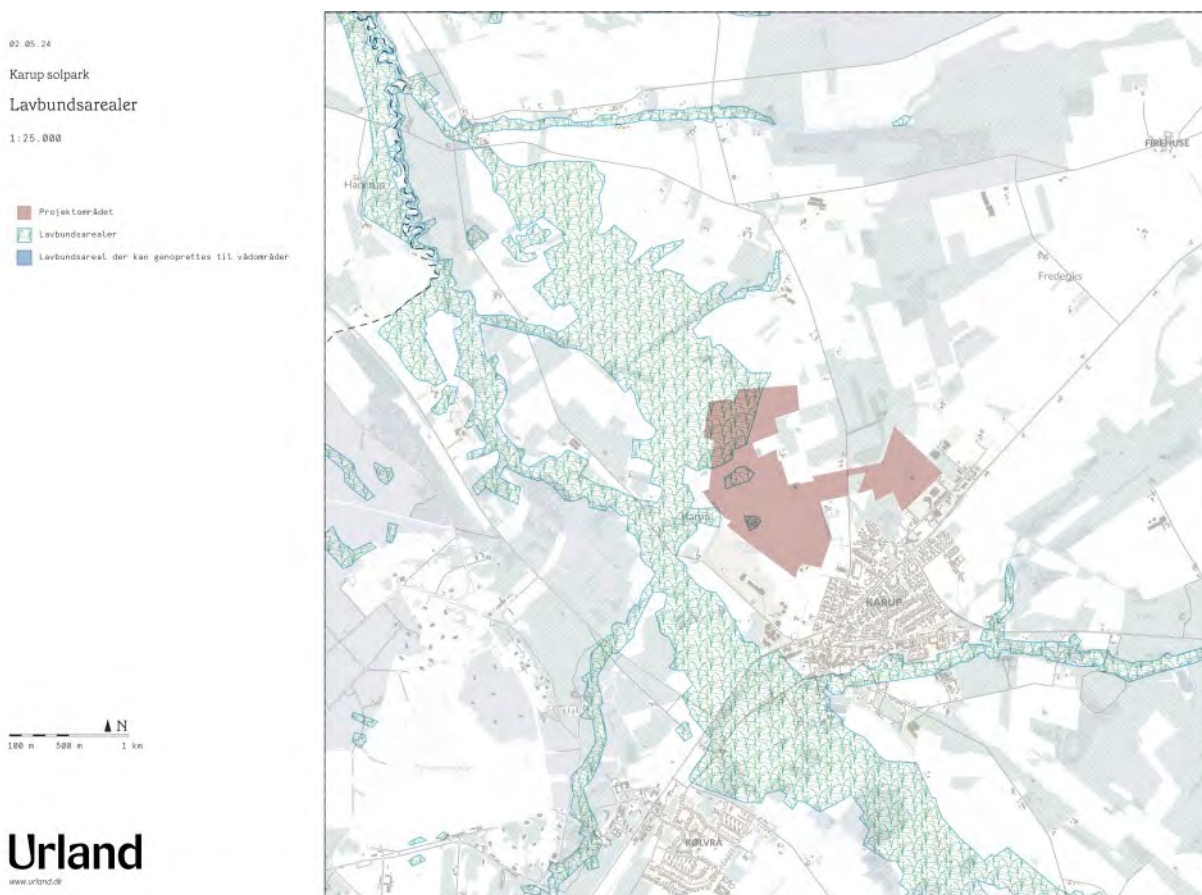 02.05.24
Karup solpark
Lavbundsarealer
1:25.000
Projektområdet
Lavbundsarealer
Lavbundsareal der kan genoprettes til vådområder
N
100 m 500 m 1 km
Urland
www.urland.dk
Haderup
FIREHUSE
Frederiks
Karup
KARUP
KØLVRÅ